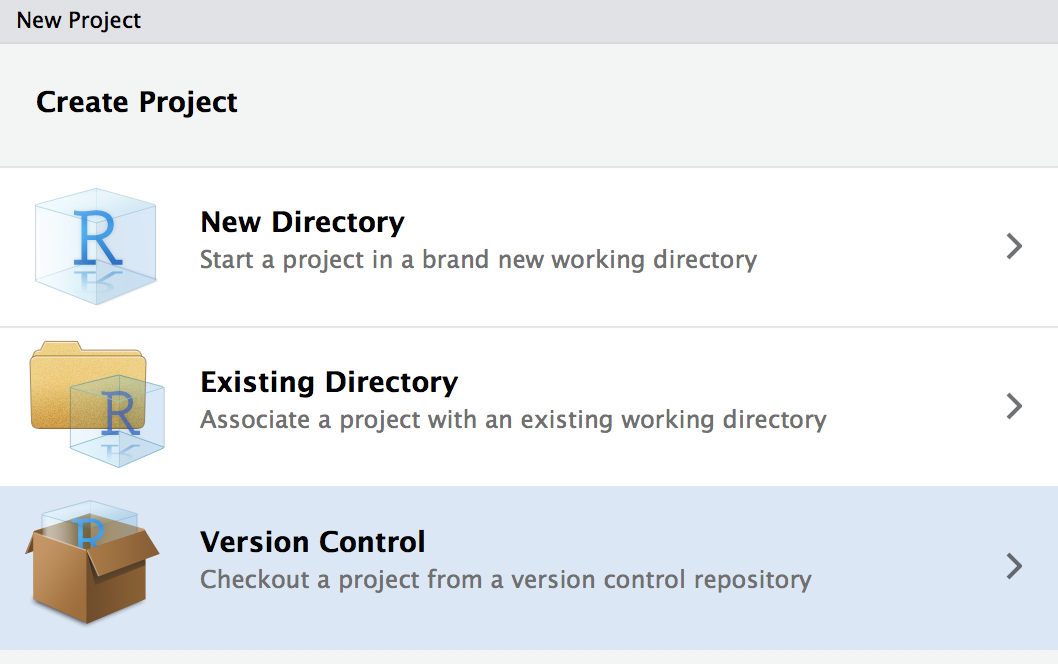 New Project
Create Project
R
New Directory
Start a project in a brand new working directory
R
Existing Directory
Associate a project with an existing working directory
R
Version Control
Checkout a project from a version control repository